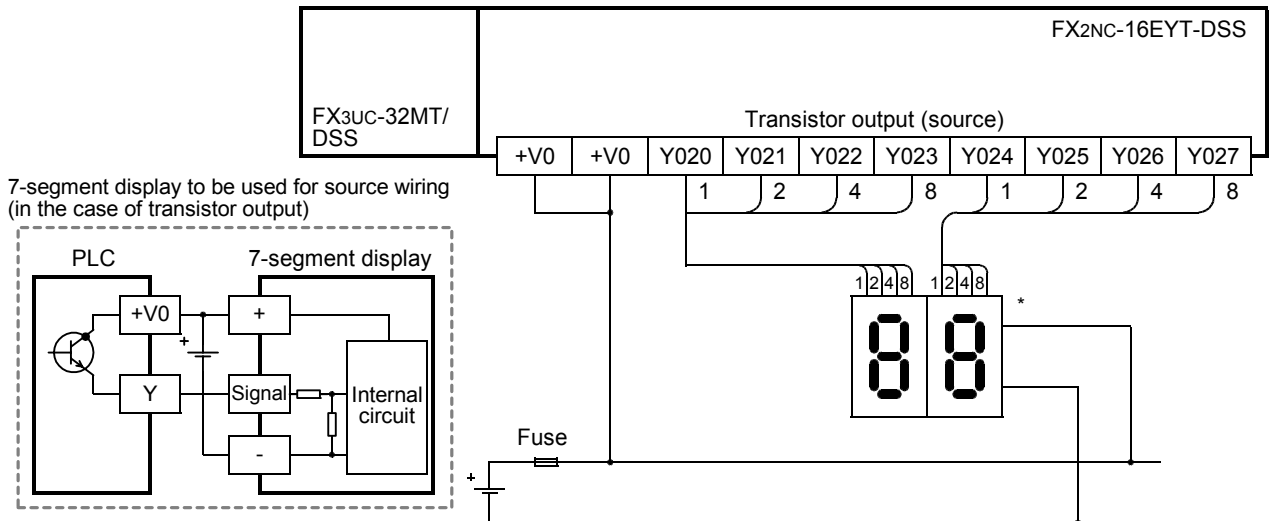 FX2NC-16EYT-DSS
FX3UC-32MT/
DSS
Transistor output (source)
+V0 +V0 Y020 Y021 Y022 Y023 Y024 Y025 Y026 Y027
1 2 4 8 1 2 4 8
7-segment display to be used for source wiring
(in the case of transistor output)
PLC 7-segment display
+V0 +
+
Y Signal Internal
circuit
-
1 2 4 8 1 2 4 8
*
8 8
Fuse
+